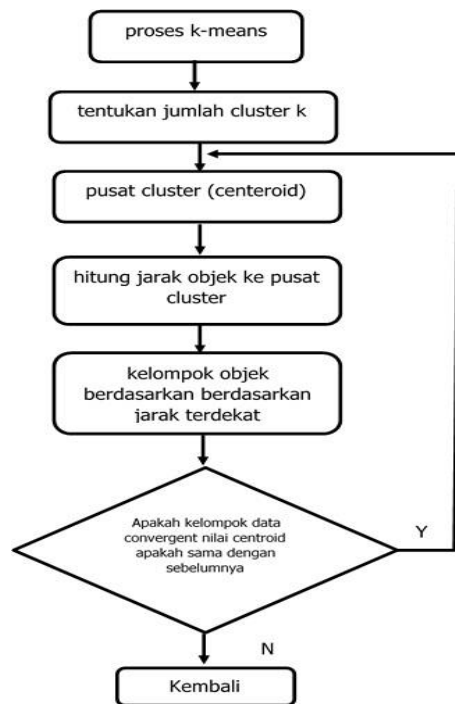 proses k-means
tentukan jumlah cluster k
pusat cluster (centeroid)
hitung jarak objek ke pusat
cluster
kelompok objek
berdasarkan berdasarkan
jarak terdekat
Apakah kelompok data
convergent nilai centroid
apakah sama dengan
sebelumnya
Y
N
Kembali